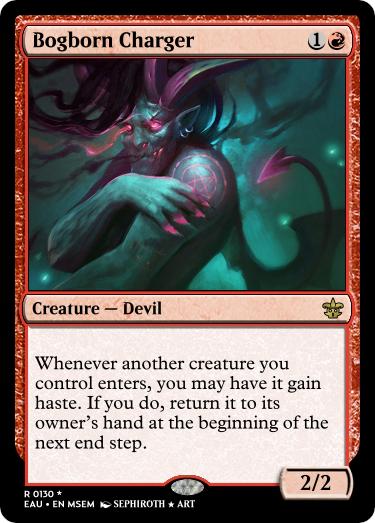 Bogborn Charger 1
Creature — Devil
Whenever another creature you
control enters, you may have it gain
haste. If you do, return it to its
owner's hand at the beginning of the
next end step.
2/2
R 0130 *
EAU • EN MSEM SEPHIROTH ★ ART